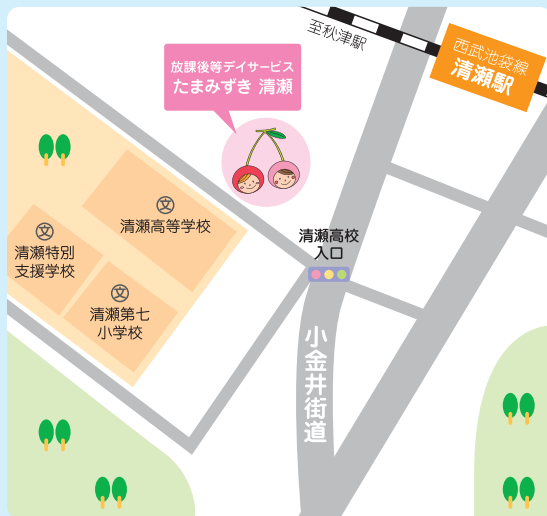 至秋津駅
西武池袋線
清瀬駅
放課後等デイサービス
たまみずき 清瀬
文
清瀬高等学校
文
清瀬特別
支援学校
文
清瀬第七
小学校
清瀬高校
入口
小金井街道